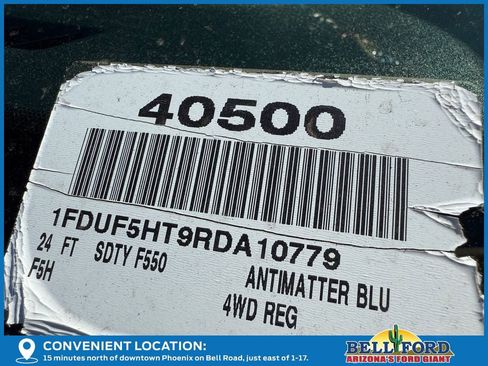 40500
1FDUF5HT9RDA10779
24 FT SDTY F550 ANTIMATTER BLU
F5H 4WD REG
CONVENIENT LOCATION:
15 minutes north of downtown Phoenix on Bell Road, just east of 1-17.
BELL FORD
ARIZONA'S FORD GIANT